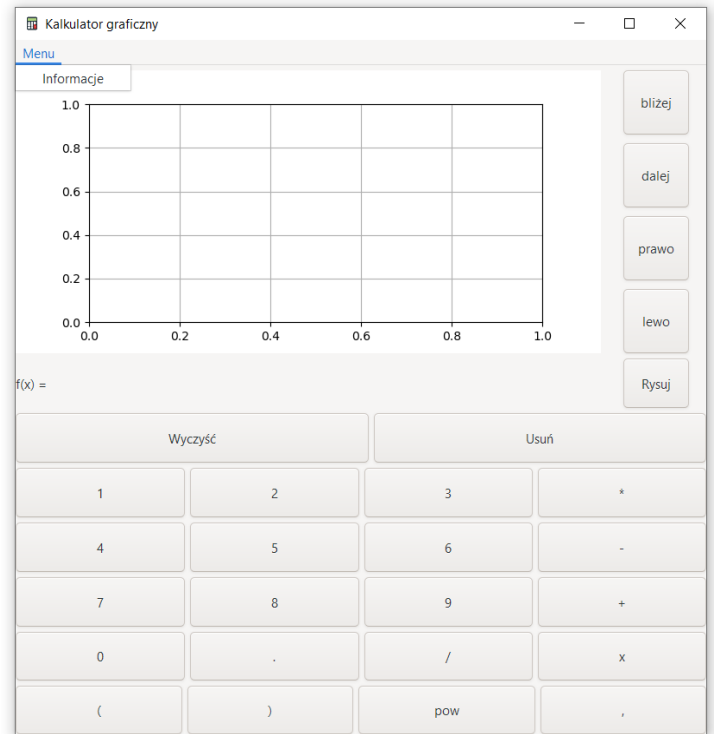 Kalkulator graficzny
Menu
Informacje
1.0
0.8
0.6
0.4
0.2
0.0
0.0 0.2 0.4 0.6 0.8 1.0
bliżej
dalej
prawo
lewo
f(x) =
Rysuj
Wyczyść Usuń
1 2 3 *
4 5 6 -
7 8 9 +
0 . / x
( ) pow ,